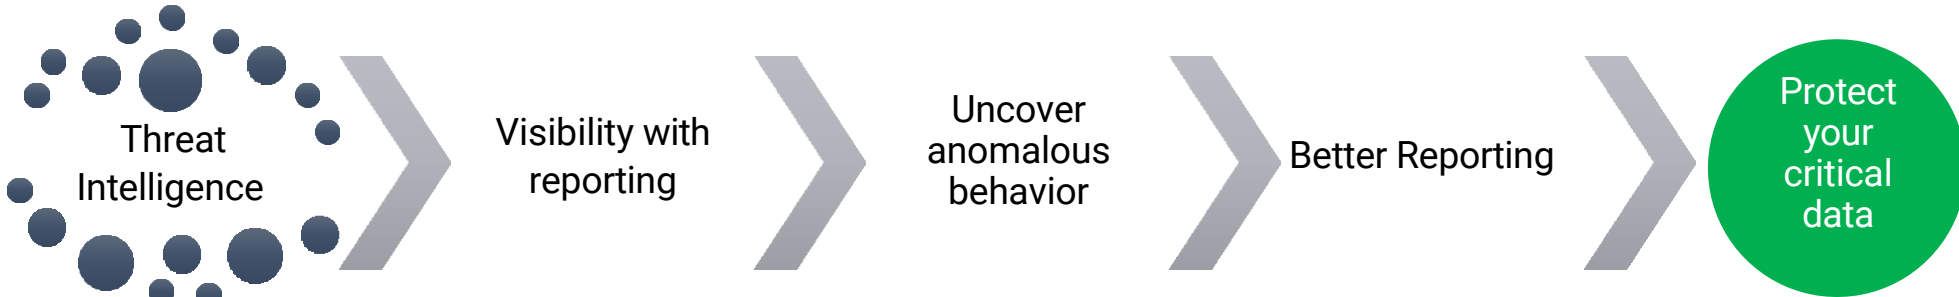 Threat
Intelligence
Visibility with
reporting
Uncover
anomalous
behavior
Better Reporting
Protect
your
critical
data